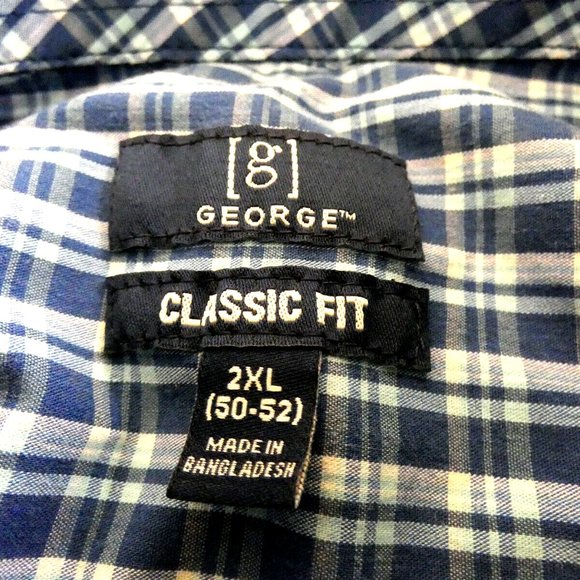 [g]
GEORGE™
CLASSIC FIT
2XL
(50-52)
MADE IN
BANGLADESH